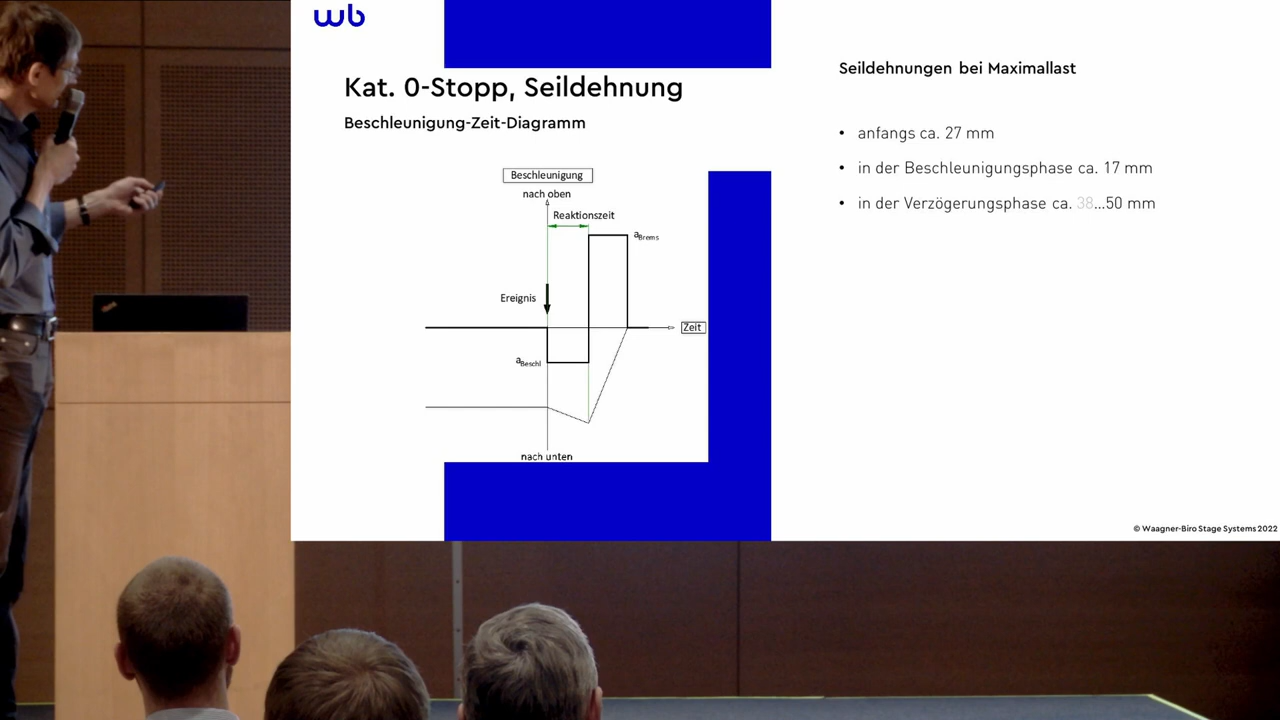 wb
Kat. 0-Stopp, Seildehnung
Beschleunigung-Zeit-Diagramm
Beschleunigung
nach oben
Reaktionszeit
aBrems
Ereignis
Zeit
aBeschl
nach unten
Seildehnungen bei Maximallast
• anfangs ca. 27 mm
• in der Beschleunigungsphase ca. 17 mm
• in der Verzögerungsphase ca. 38...50 mm
© Waagner-Biro Stage Systems 2022